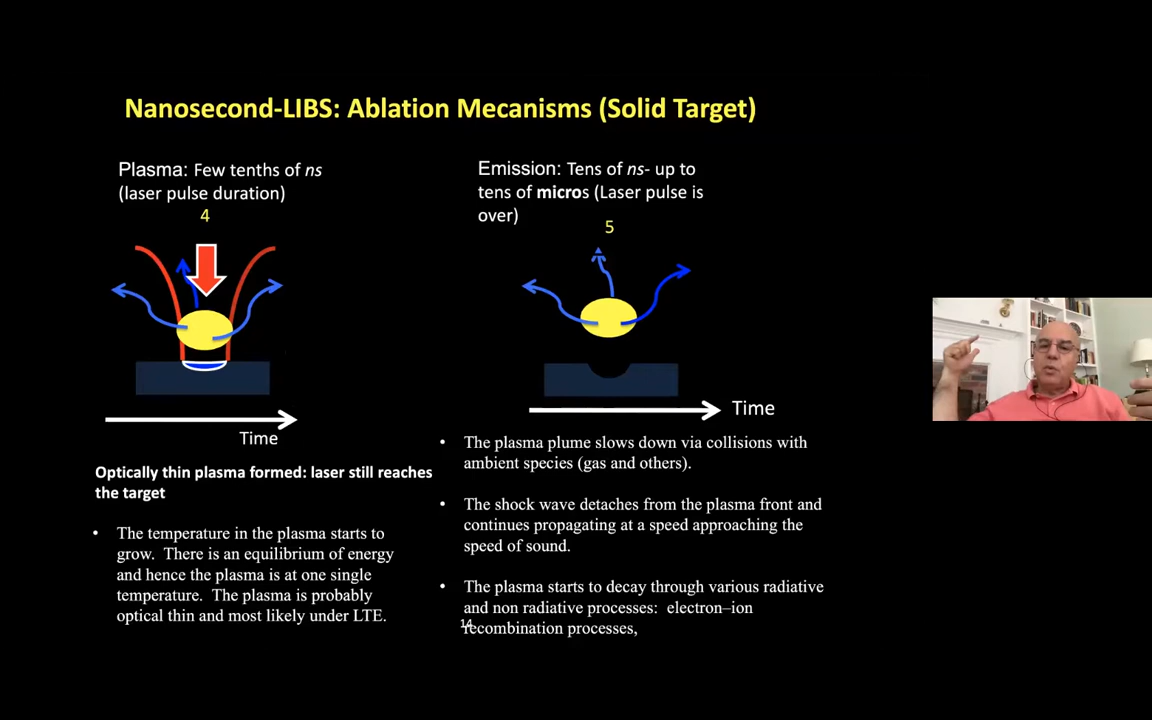 Nanosecond-LIBS: Ablation Mecanisms (Solid Target)
Plasma: Few tenths of ns
(laser pulse duration)
4
Emission: Tens of ns- up to
tens of micros (Laser pulse is
over)
5
Time
Time
Optically thin plasma formed: laser still reaches
the target
• The temperature in the plasma starts to
grow. There is an equilibrium of energy
and hence the plasma is at one single
temperature. The plasma is probably
optical thin and most likely under LTE.
• The plasma plume slows down via collisions with
ambient species (gas and others).
• The shock wave detaches from the plasma front and
continues propagating at a speed approaching the
speed of sound.
• The plasma starts to decay through various radiative
and non radiative processes: electron–ion
recombination processes,
14